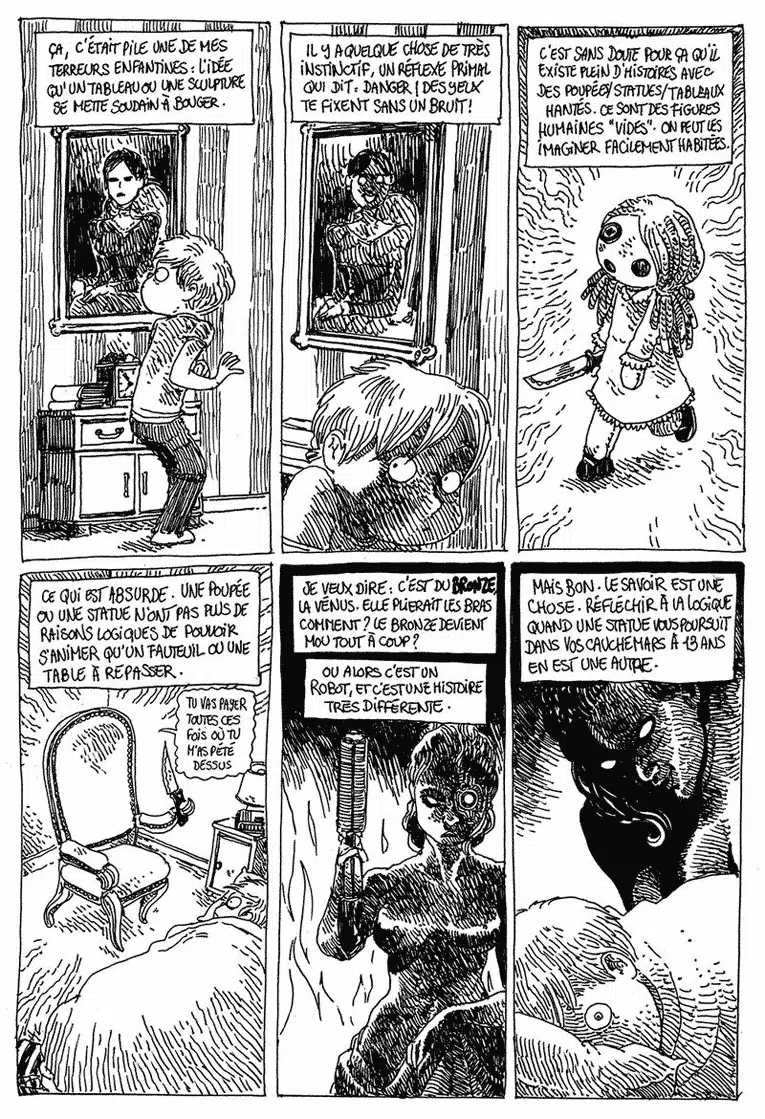 ÇA, C'ÉTAIT PILE UNE DE MES
TERREURS ENFANTINES : L'IDÉE
QU'UN TABLEAU OU UNE SCULPTURE
SE METTE SOUDAIN À BOUGER.
IL Y A QUELQUE CHOSE DE TRÈS
INSTINCTIF, UN RÉFLEXE PRIMAL
QUI DIT : DANGER ! DES YEUX
TE FIXENT SANS UN BRUIT !
C'EST SANS DOUTE POUR ÇA QU'IL
EXISTE PLEIN D'HISTOIRES AVEC
DES POUPÉES/STATUES/TABLEAUX
HANTÉS. CE SONT DES FIGURES
HUMAINES "VIDES". ON PEUT LES
IMAGINER FACILEMENT HABITÉES.
CE QUI EST ABSURDE. UNE POUPÉE
OU UNE STATUE N'ONT PAS PLUS DE
RAISONS LOGIQUES DE POUVOIR
S'ANIMER QU'UN FAUTEUIL OU UNE
TABLE À REPASSER.
TU VAS PAYER
TOUTES CES
FOIS OÙ TU
M'AS PÉTÉ
DESSUS
JE VEUX DIRE : C'EST DU BRONZE,
LA VÉNUS. ELLE PLIERAIT LES BRAS
COMMENT ? LE BRONZE DEVIENT
MOU TOUT À COUP ?
OU ALORS C'EST UN
ROBOT, ET C'EST UNE HISTOIRE
TRÈS DIFFÉRENTE.
MAIS BON. LE SAVOIR EST UNE
CHOSE. RÉFLÉCHIR À LA LOGIQUE
QUAND UNE STATUE VOUS POURSUIT
DANS VOS CAUCHEMARS À 13 ANS
EN EST UNE AUTRE.